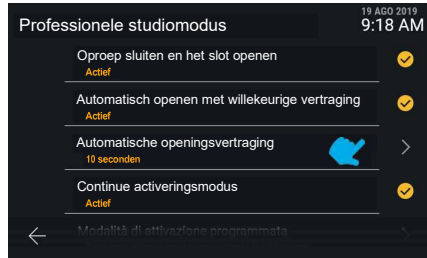 19 AGO 2019
Professionele studiomodus
9:18 AM
Oproep sluiten en het slot openen
Actief
Automatisch openen met willekeurige vertraging
Actief
Automatische openingsvertraging
10 seconden
Continue activeringsmodus
Actief
Modalità di attivazione programmata